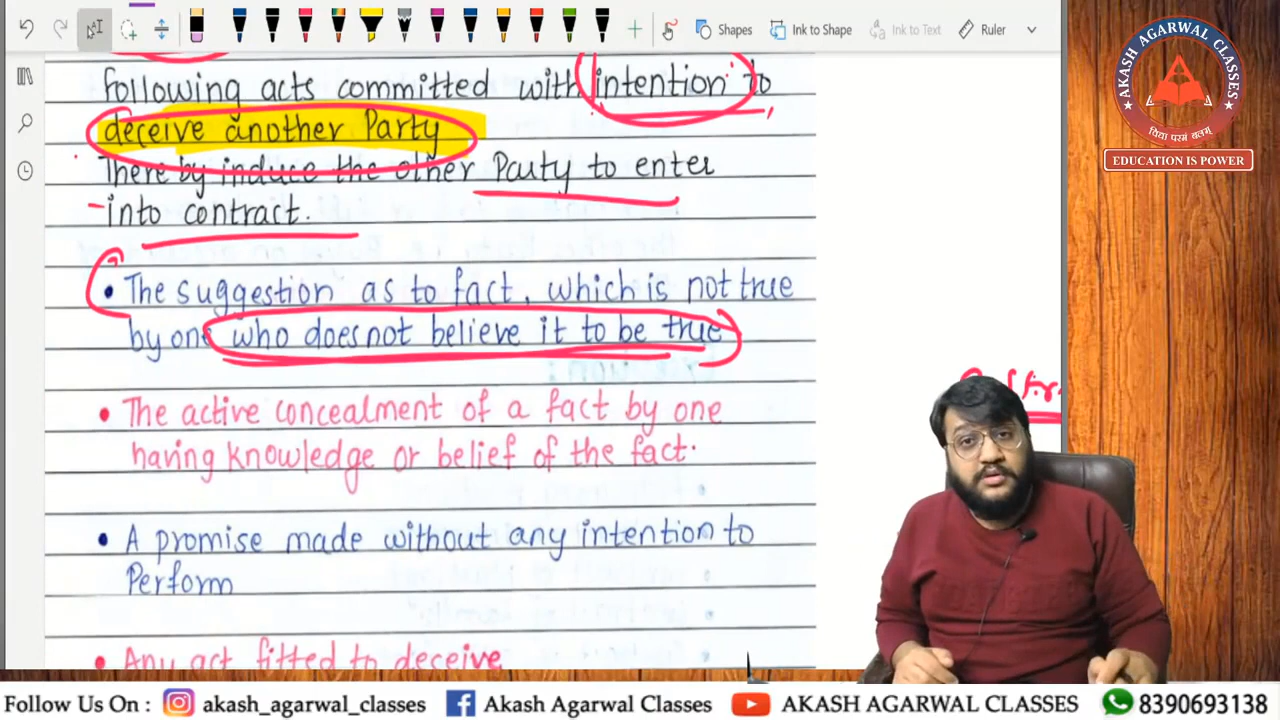 Shapes
Ink to Shape
Ink to Text
Ruler
following acts committed with intention to
deceive another Party
There by induce the other Party to enter
into contract.
• The suggestion as to fact, which is not true
by one who does not believe it to be true
• The active concealment of a fact by one
having knowledge or belief of the fact.
• A promise made without any intention to
Perform
• Any act fitted to deceive
AKASH AGARWAL CLASSES
विद्या परमं बलम्
EDUCATION IS POWER
Follow Us On : akash_agarwal_classes Akash Agarwal Classes AKASH AGARWAL CLASSES 8390693138